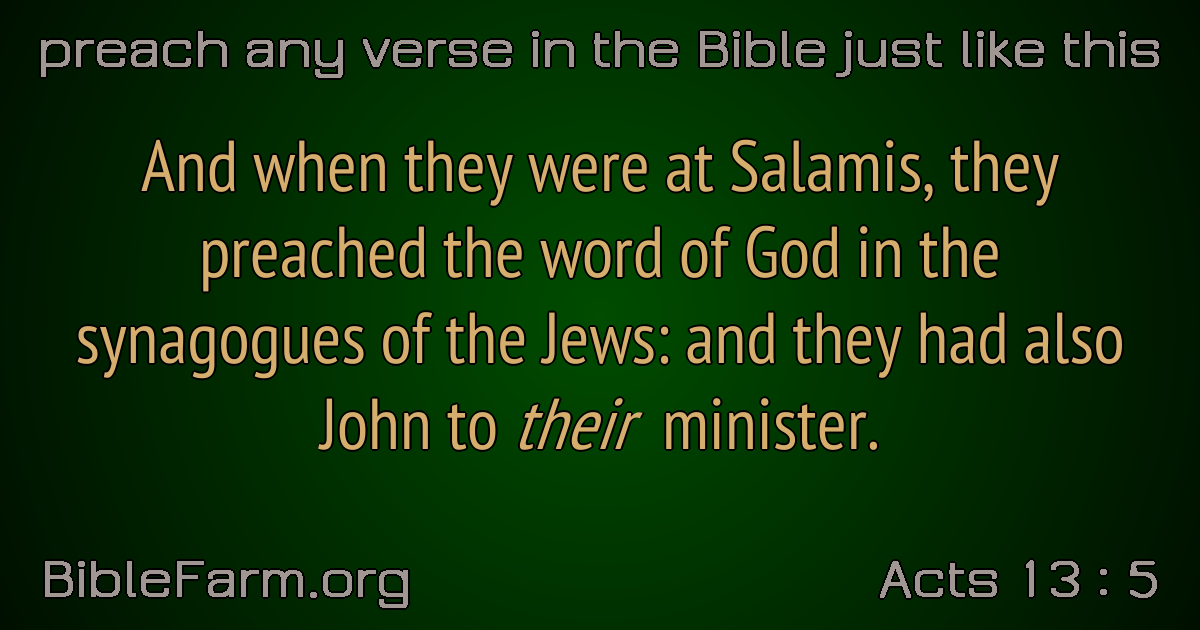 preach any verse in the Bible just like this
And when they were at Salamis, they
preached the word of God in the
synagogues of the Jews: and they had also
John to their minister.
BibleFarm.org
Acts 13 : 5